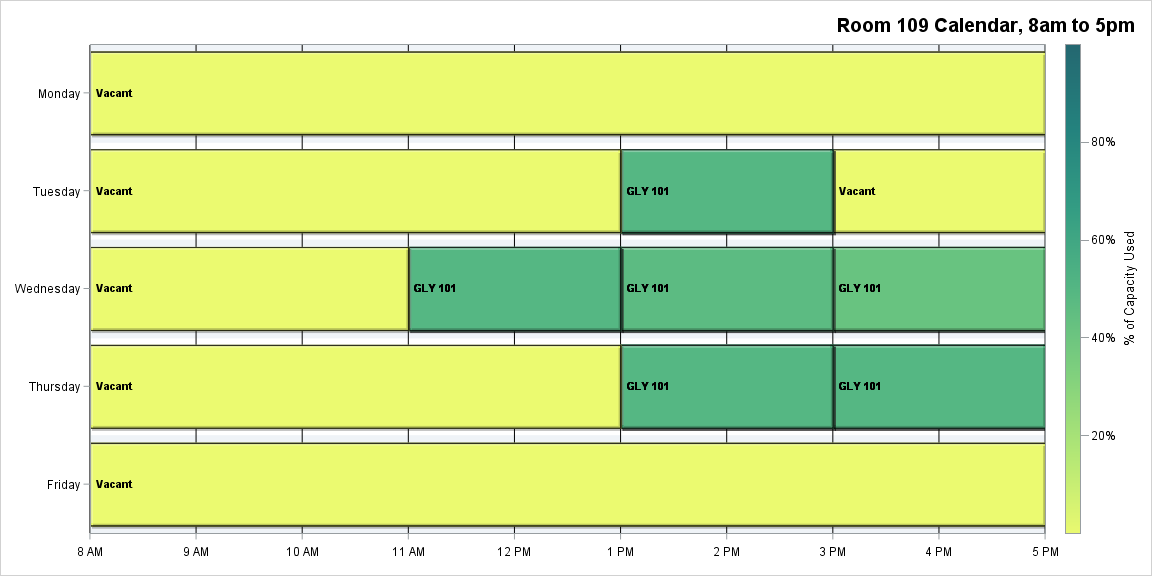 Room 109 Calendar, 8am to 5pm
Monday
Vacant
Tuesday
Vacant
GLY 101
Vacant
Wednesday
Vacant
GLY 101
GLY 101
GLY 101
Thursday
Vacant
GLY 101
GLY 101
Friday
Vacant
8 AM
9 AM
10 AM
11 AM
12 PM
1 PM
2 PM
3 PM
4 PM
5 PM
80%
60%
40%
20%
% of Capacity Used